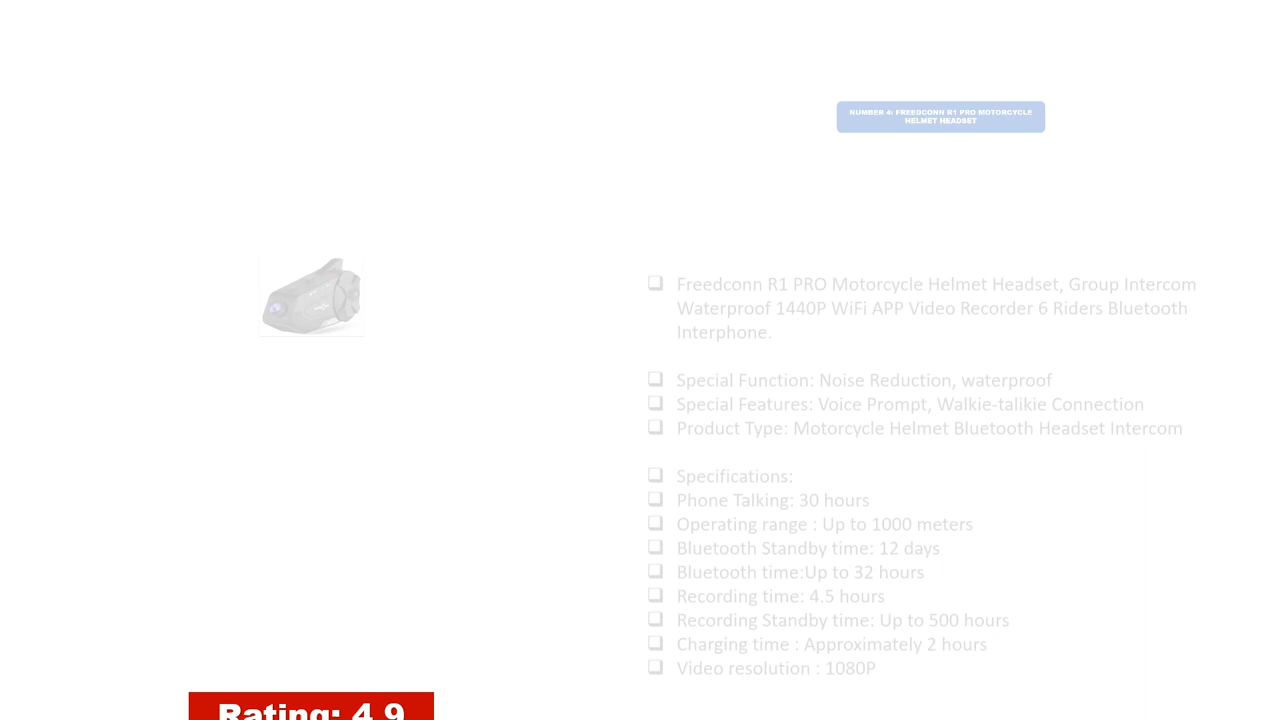 NUMBER 4: FREEDCONN R1 PRO MOTORCYCLE
HELMET HEADSET
Freedconn R1 PRO Motorcycle Helmet Headset, Group Intercom
Waterproof 1440P WiFi APP Video Recorder 6 Riders Bluetooth
Interphone.
Special Function: Noise Reduction, waterproof
Special Features: Voice Prompt, Walkie-talikie Connection
Product Type: Motorcycle Helmet Bluetooth Headset Intercom
Specifications:
Phone Talking: 30 hours
Operating range : Up to 1000 meters
Bluetooth Standby time: 12 days
Bluetooth time:Up to 32 hours
Recording time: 4.5 hours
Recording Standby time: Up to 500 hours
Charging time : Approximately 2 hours
Video resolution : 1080P
Rating: 4.9